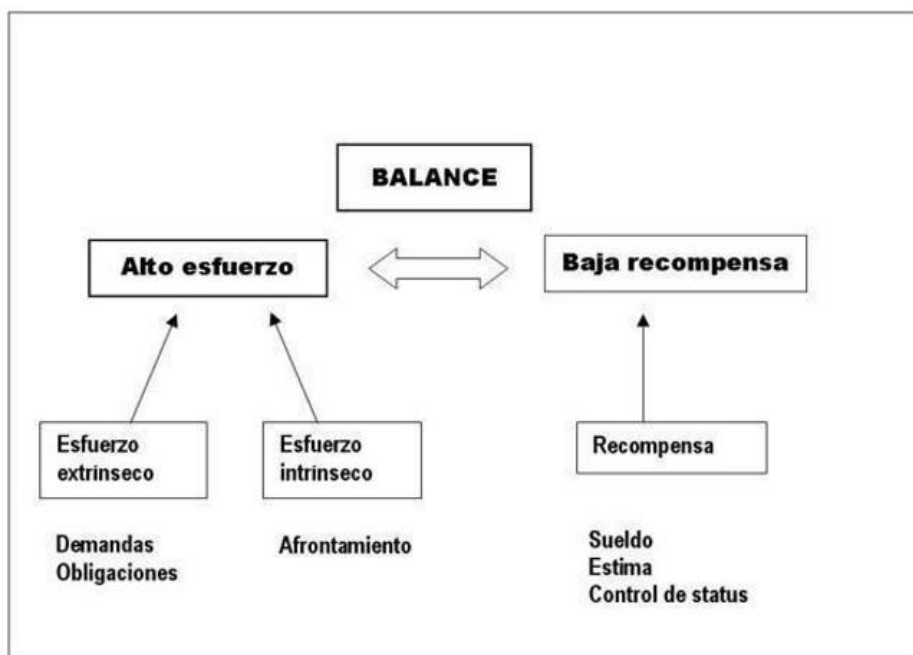 BALANCE
Alto esfuerzo
Baja recompensa
Esfuerzo
extrinseco
Esfuerzo
intrinseco
Recompensa
Demandas
Obligaciones
Afrontamiento
Sueldo
Estima
Control de status